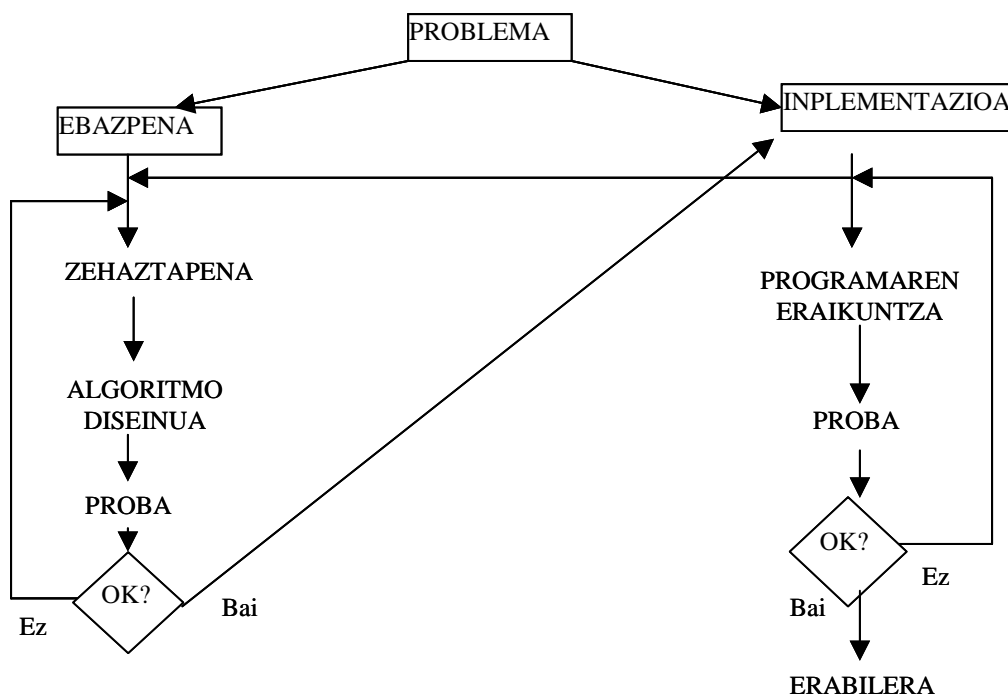 PROBLEMA
EBAZPENA
INPLEMENTAZIOA
ZEHAZTAPENA
ALGORITMO
DISEINUA
PROBA
OK?
Ez
Bai
PROGRAMAREN
ERAIKUNTZA
PROBA
OK?
Ez
Bai
ERABILERA